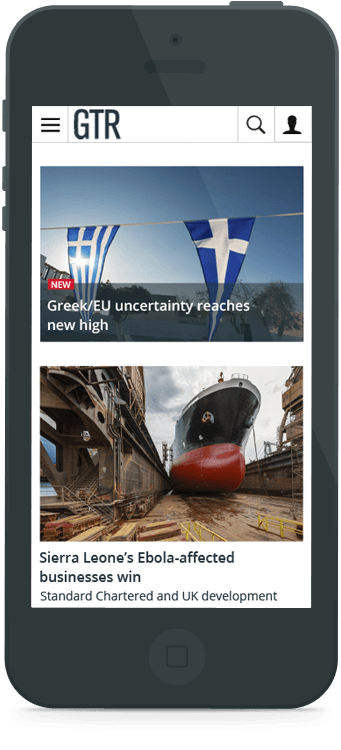 GTR
NEW
Greek/EU uncertainty reaches
new high
Sierra Leone's Ebola-affected
businesses win
Standard Chartered and UK development